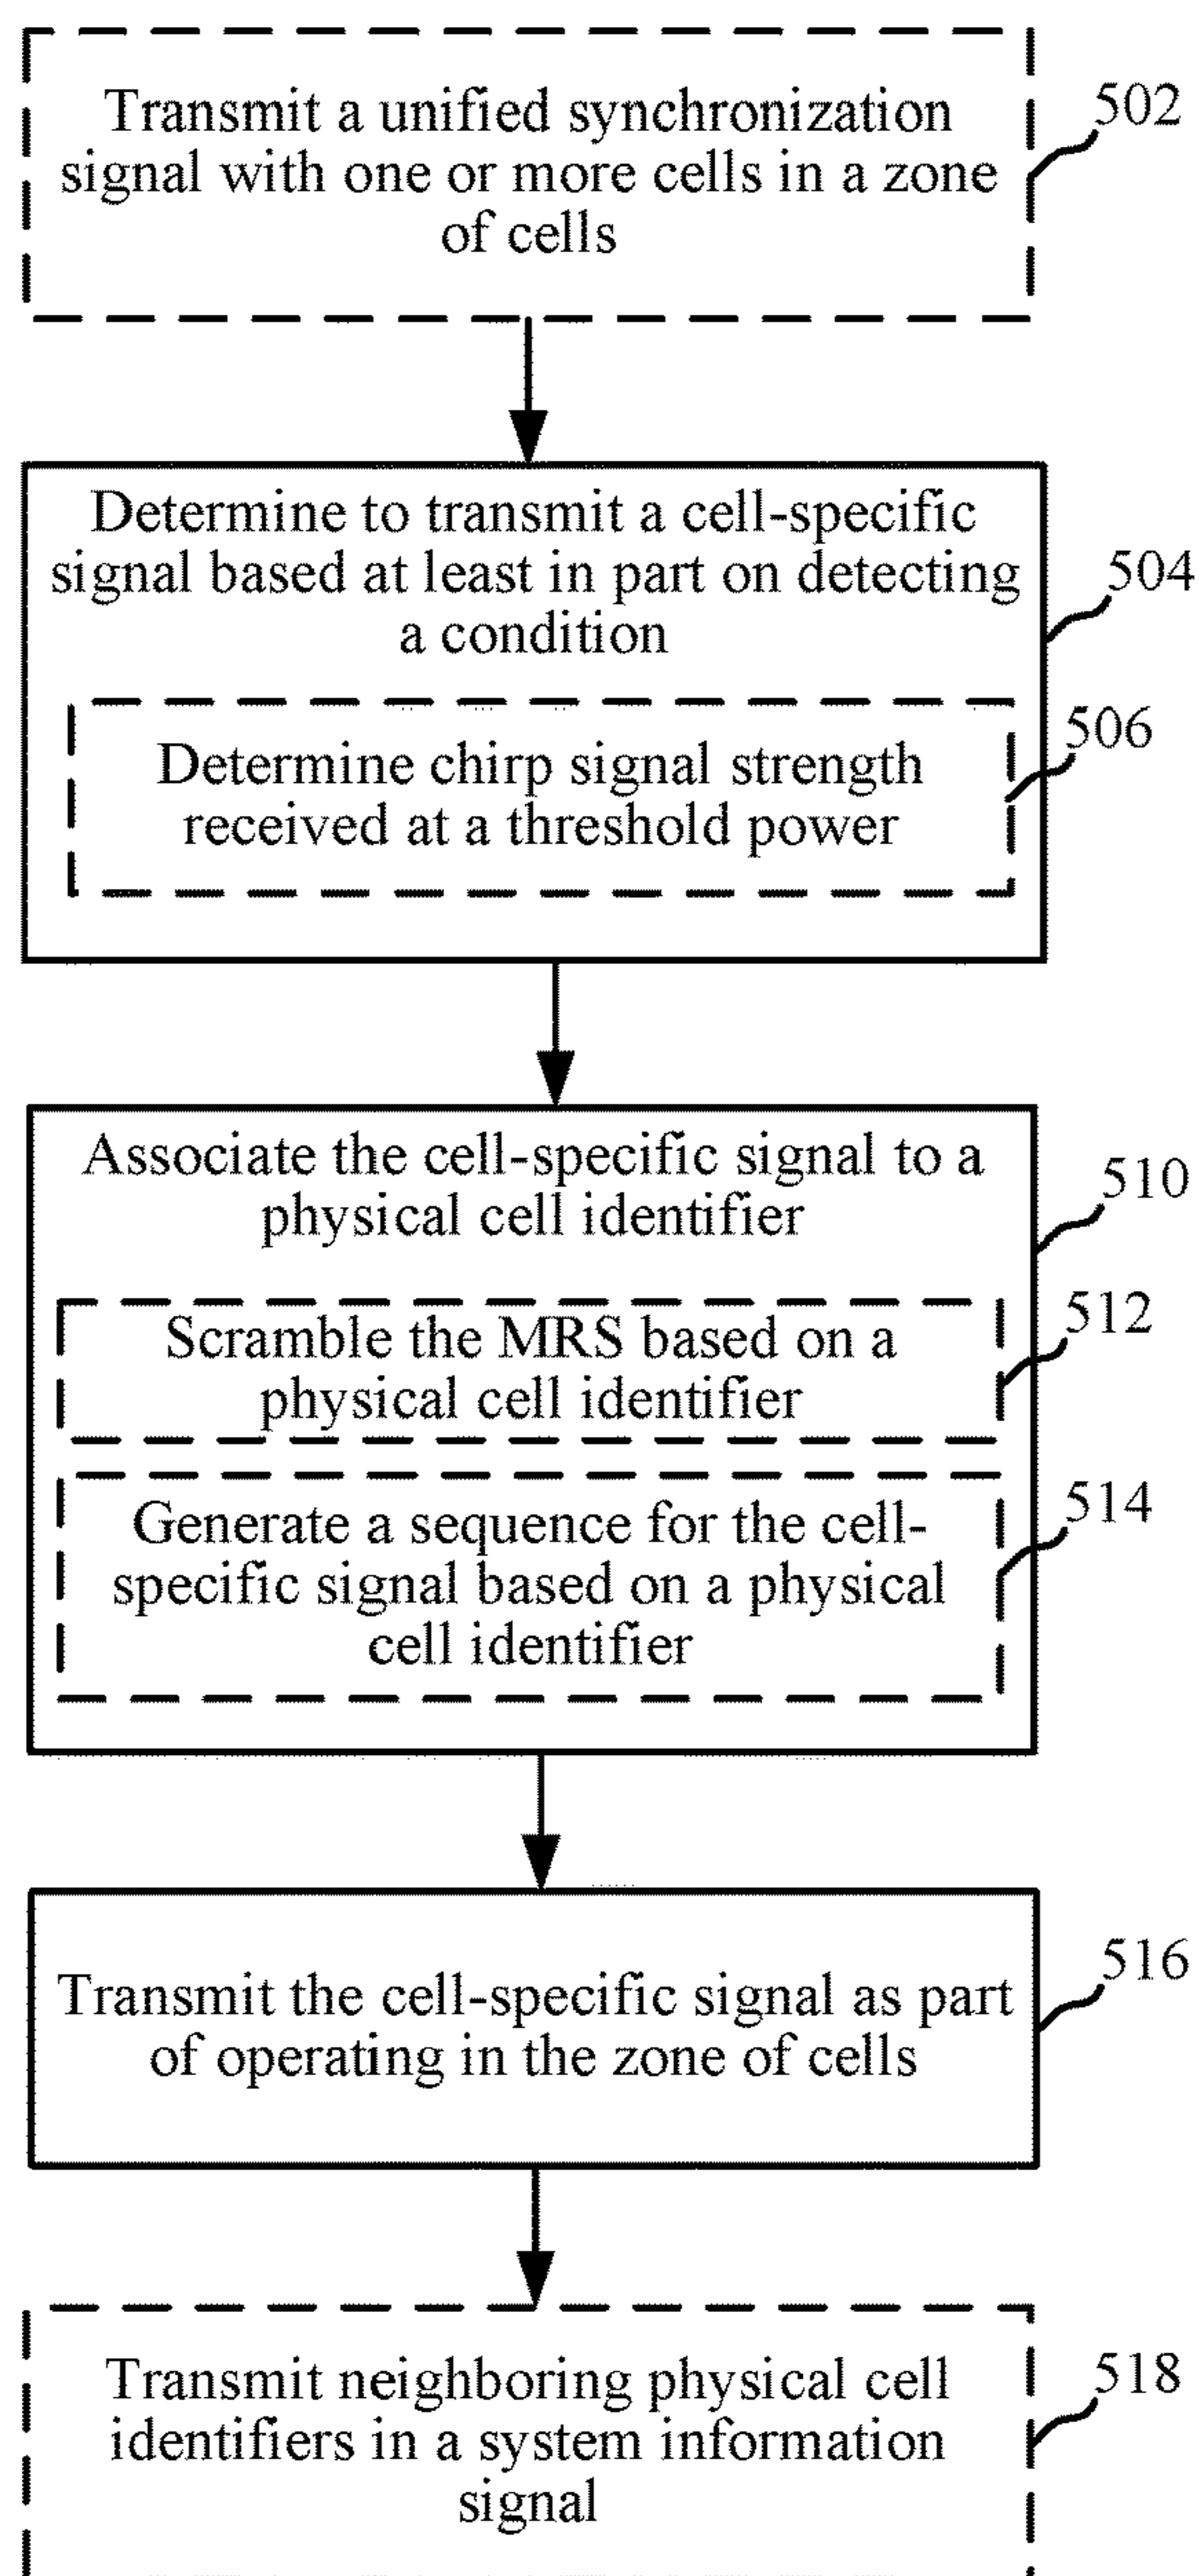 Transmit a unified synchronization
signal with one or more cells in a zone
of cells
502
Determine to transmit a cell-specific
signal based at least in part on detecting
a condition
504
Determine chirp signal strength
received at a threshold power
506
Associate the cell-specific signal to a
physical cell identifier
510
Scramble the MRS based on a
physical cell identifier
512
Generate a sequence for the cell-
specific signal based on a physical
cell identifier
514
Transmit the cell-specific signal as part
of operating in the zone of cells
516
Transmit neighboring physical cell
identifiers in a system information
signal
518